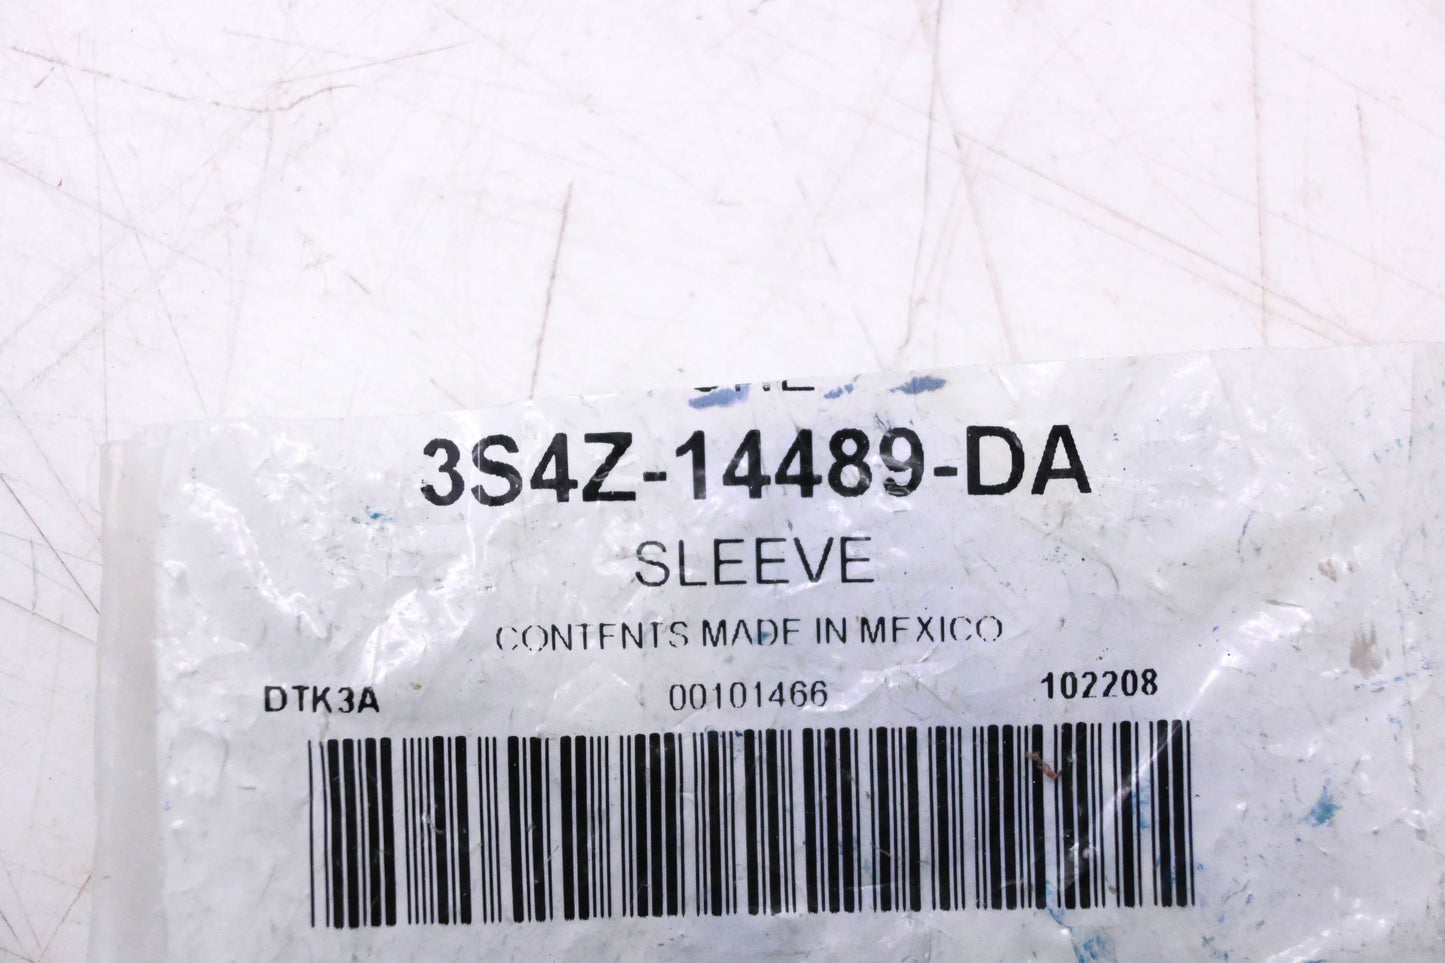 3S4Z-14489-DA
SLEEVE
CONTENTS MADE IN MEXICO
DTK3A 00101466 102208